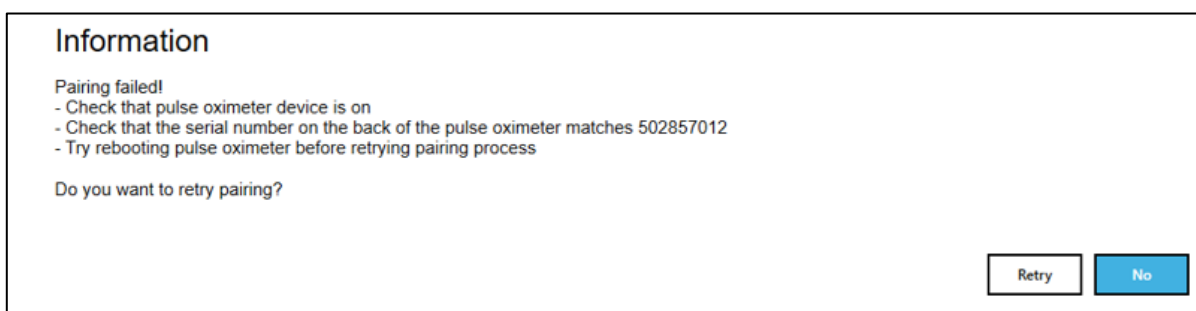 Information
Pairing failed!
- Check that pulse oximeter device is on
- Check that the serial number on the back of the pulse oximeter matches 502857012
- Try rebooting pulse oximeter before retrying pairing process
Do you want to retry pairing?
Retry
No